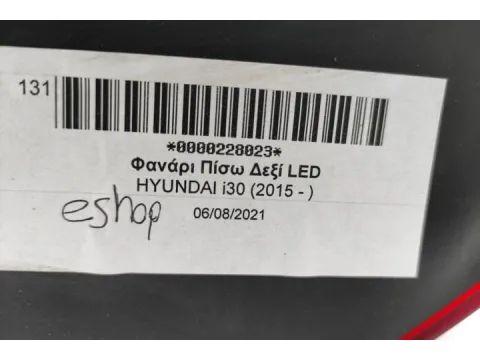 131
*0000228023*
Φανάρι Πίσω Δεξί LED
HYUNDAI i30 (2015 - )
eshop 06/08/2021